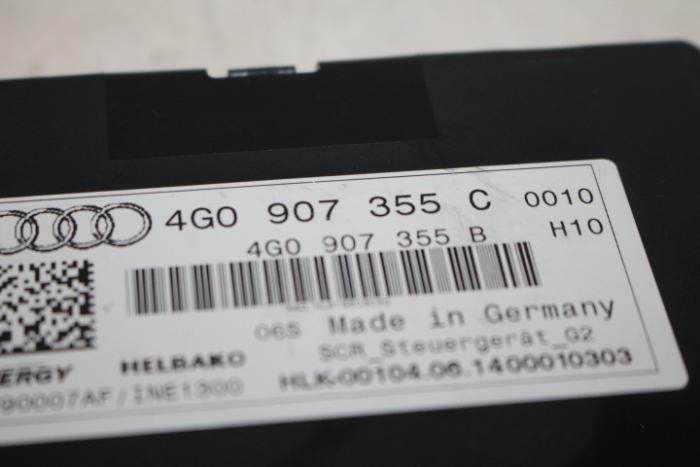 4G0 907 355 C 0010
4G0 907 355 B H10
06S Made in Germany
SCR_Steuergerät_G2
ERGY HELBAKO
HLK-00104.06.1400010303
90007AF/INE1300